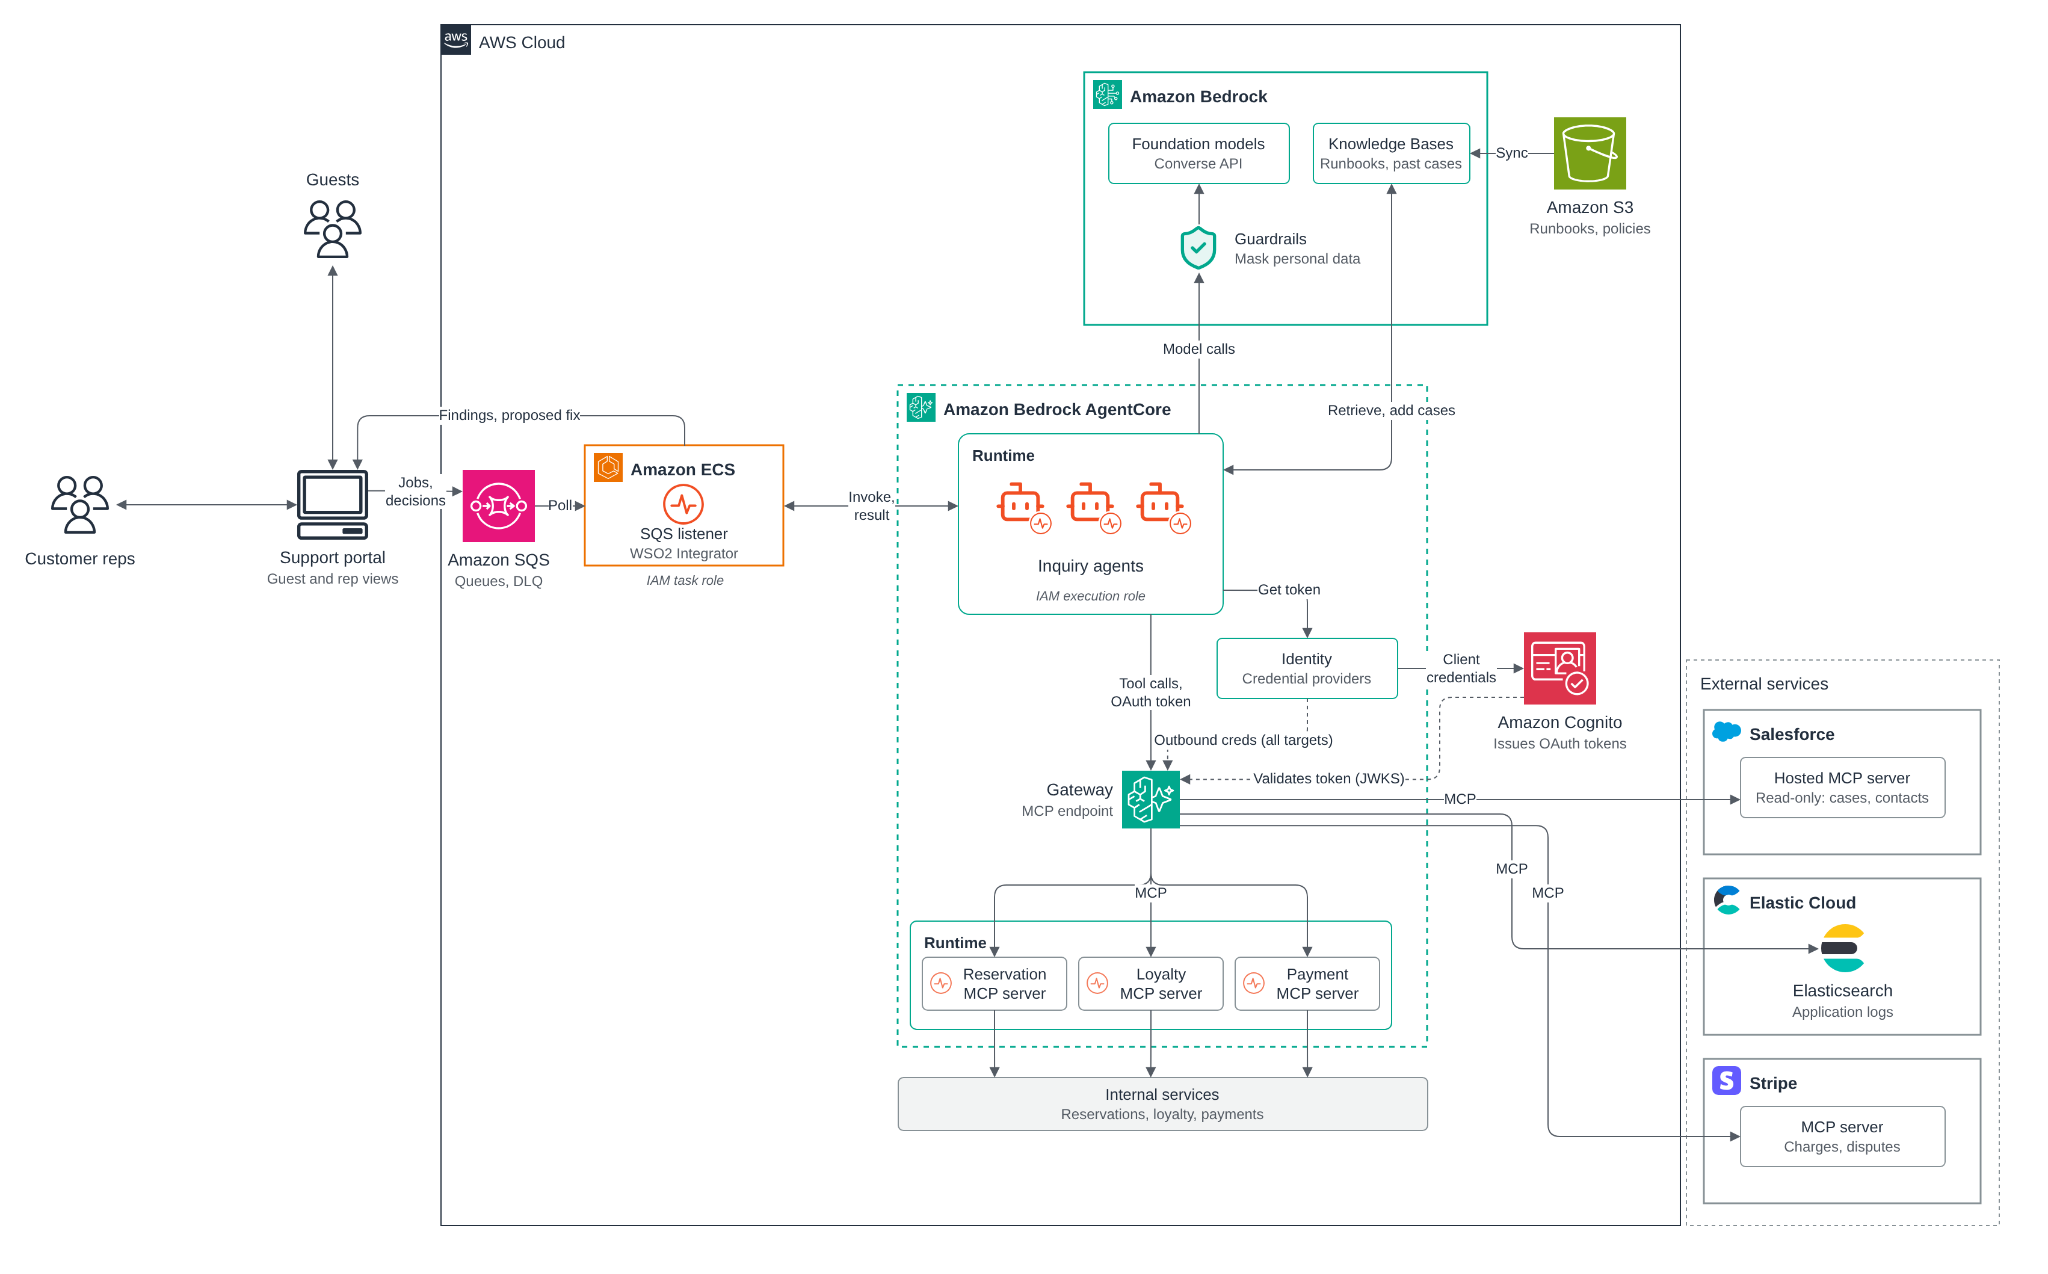 aws
AWS Cloud
Amazon Bedrock
Foundation models
Converse API
Knowledge Bases
Runbooks, past cases
Sync
Amazon S3
Runbooks, policies
Guardrails
Mask personal data
Guests
Model calls
Amazon Bedrock AgentCore
Retrieve, add cases
Findings, proposed fix
Runtime
Amazon ECS
Jobs,
decisions
Poll
SQS listener
WSO2 Integrator
IAM task role
Invoke,
result
Customer reps
Support portal
Guest and rep views
Amazon SQS
Queues, DLQ
Inquiry agents
IAM execution role
Get token
Identity
Credential providers
Client
credentials
Amazon Cognito
Issues OAuth tokens
Tool calls,
OAuth token
Outbound creds (all targets)
Validates token (JWKS)
Gateway
MCP endpoint
MCP
MCP
MCP
MCP
Runtime
Reservation
MCP server
Loyalty
MCP server
Payment
MCP server
Internal services
Reservations, loyalty, payments
External services
Salesforce
Hosted MCP server
Read-only: cases, contacts
Elastic Cloud
Elasticsearch
Application logs
S
Stripe
MCP server
Charges, disputes